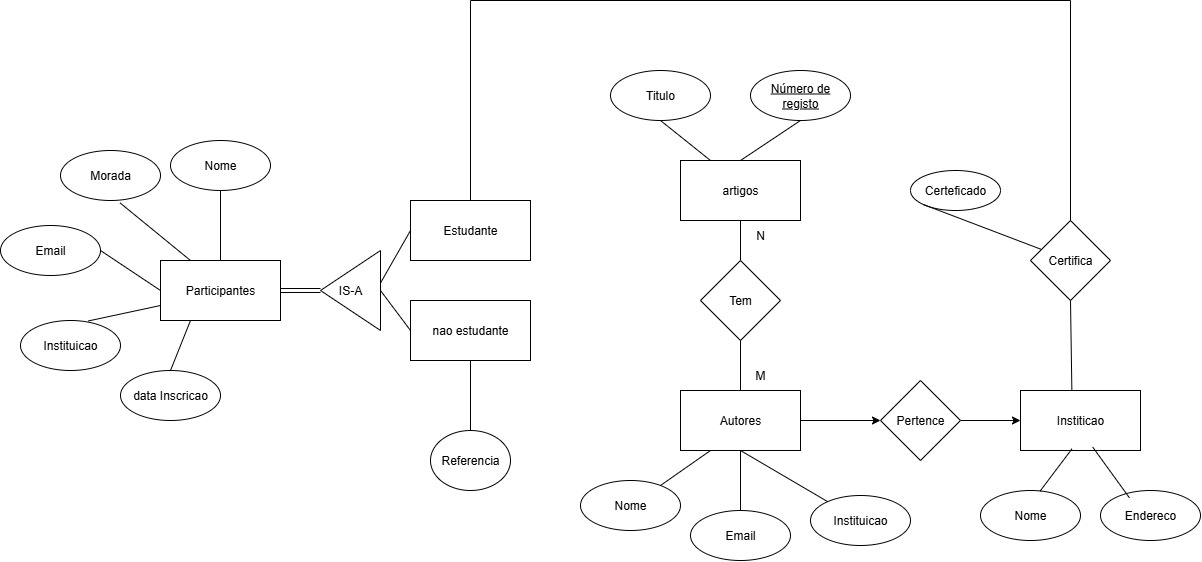 Titulo
Número de
registo
Morada
Nome
artigos
Certeficado
Estudante
N
Email
Participantes
IS-A
Tem
Certifica
Instituicao
nao estudante
data Inscricao
M
Autores
Pertence
Institicao
Referencia
Nome
Email
Instituicao
Nome
Endereco